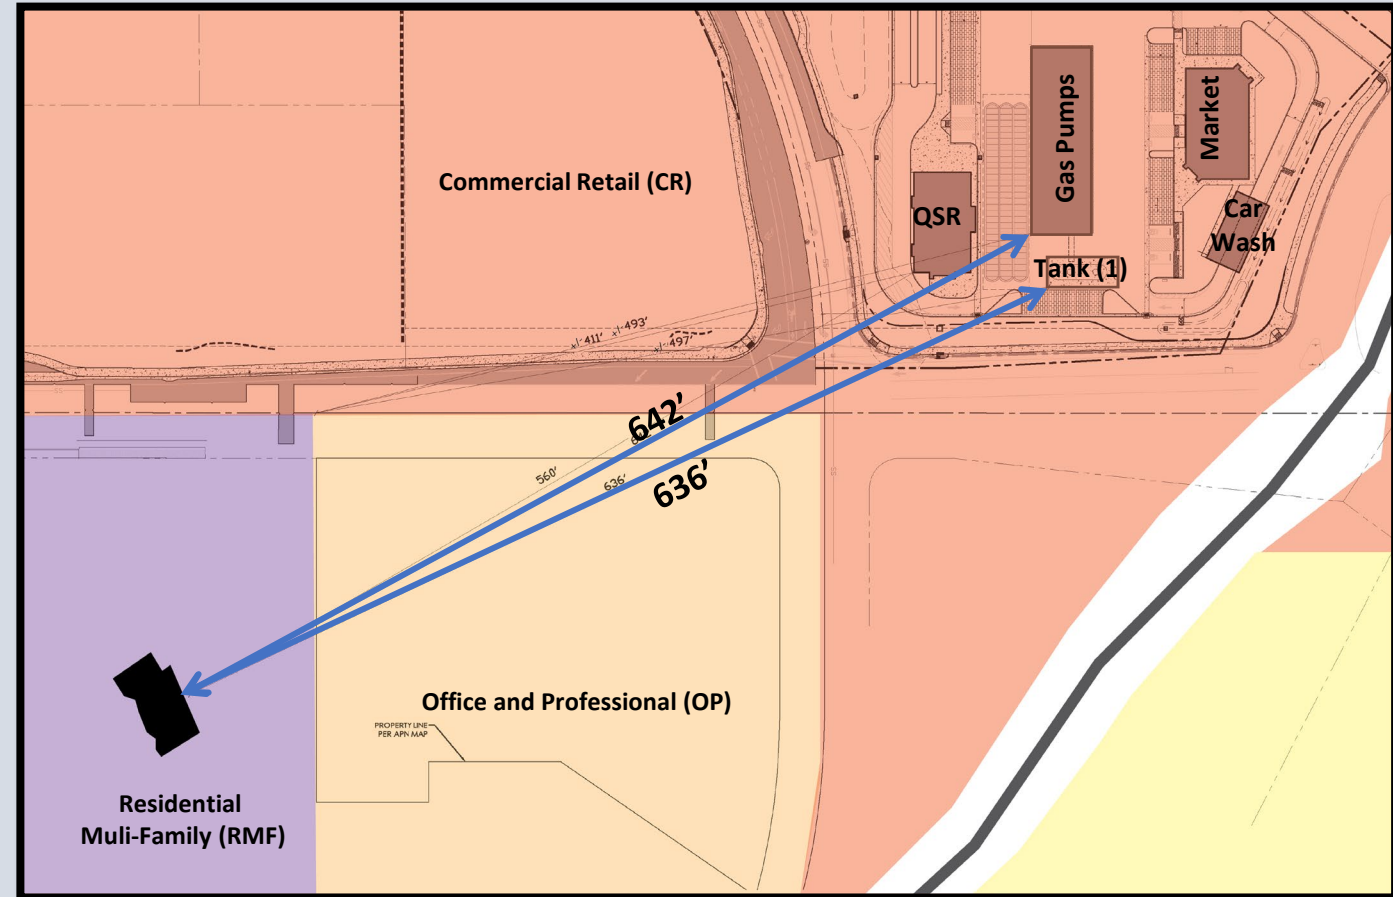 Commercial Retail (CR)
QSR
Gas Pumps
Market
Car
Wash
Tank (1)
411'
493'
497'
642'
560'
636'
636'
Office and Professional (OP)
PROPERTY LINE
PER APN MAP
Residential
Muli-Family (RMF)